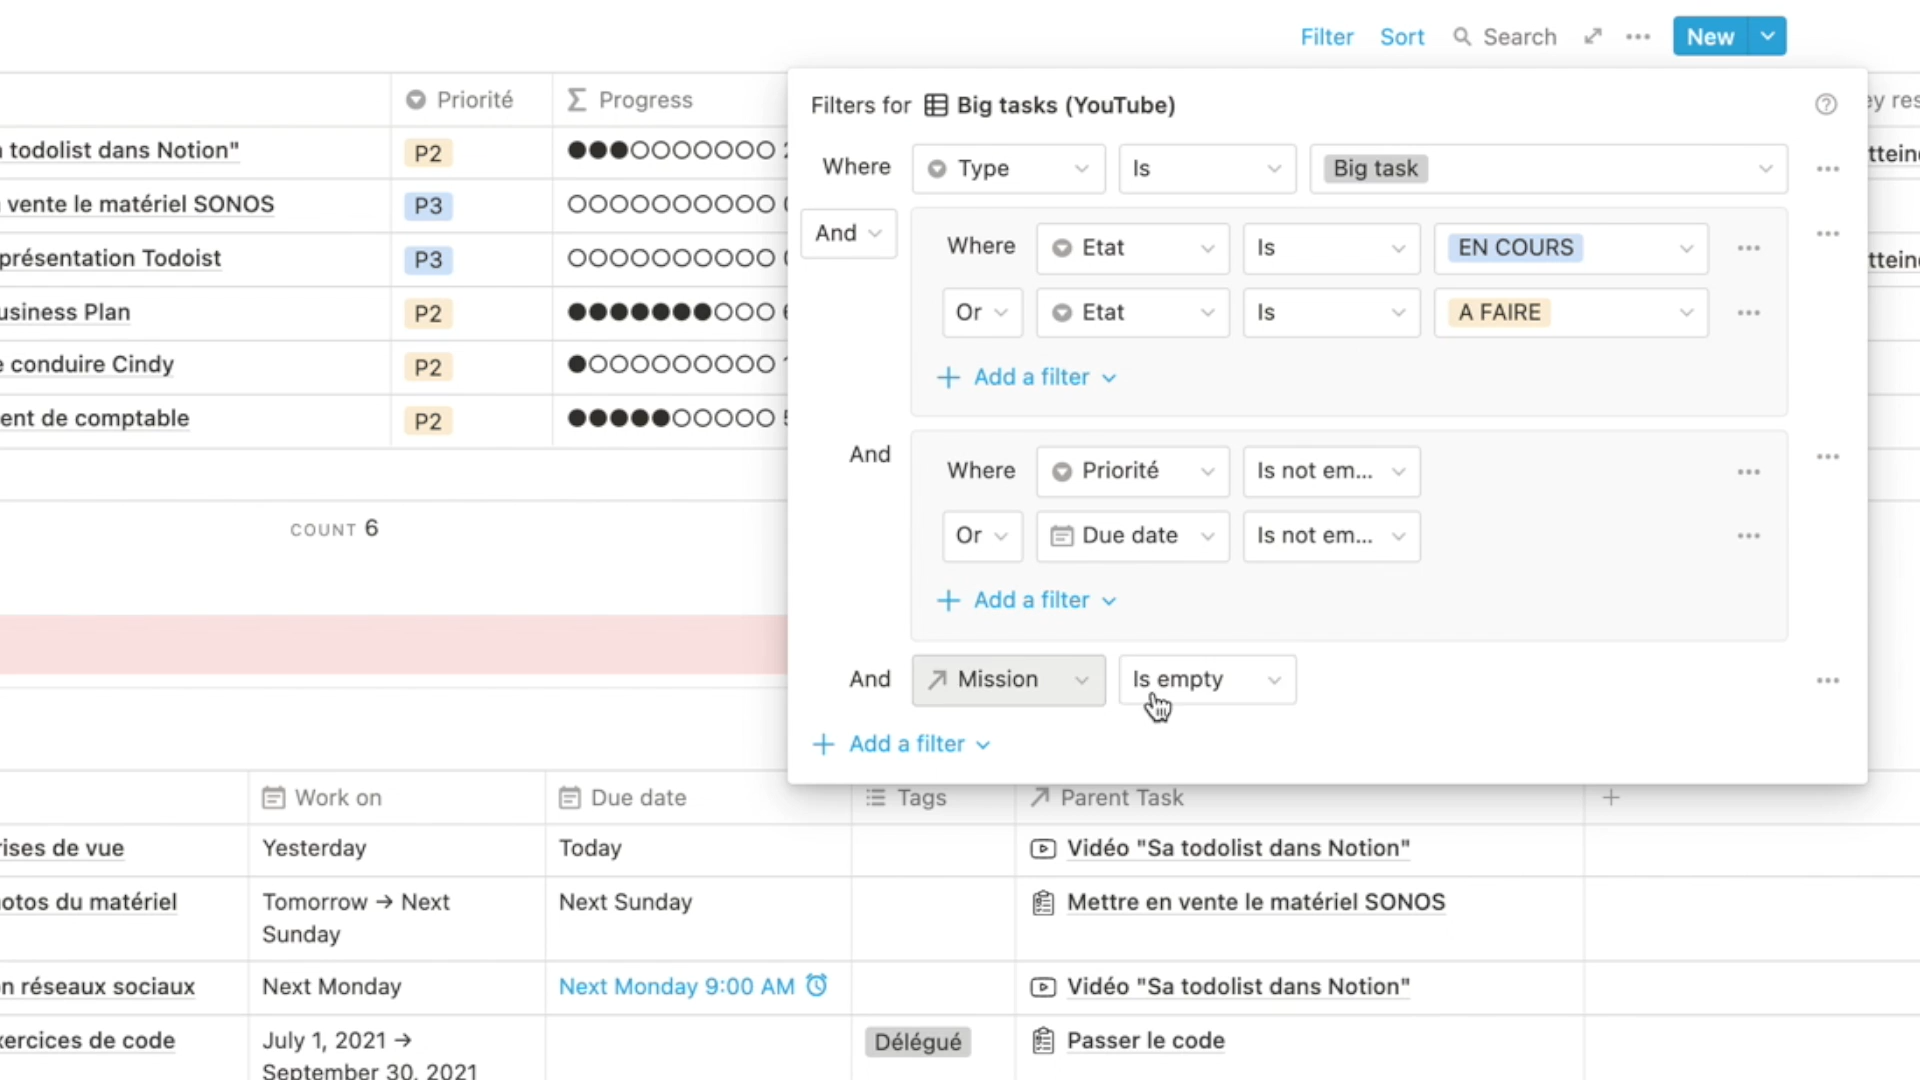 Filter Sort Search New
Priorité Progress
todolist dans Notion"
P2
vente le matériel SONOS
P3
présentation Todoist
P3
usiness Plan
P2
conduire Cindy
P2
ent de comptable
P2
COUNT 6
Filters for Big tasks (YouTube)
Where Type Is Big task
And
Where Etat Is EN COURS
Or Etat Is A FAIRE
Add a filter
And
Where Priorité Is not em...
Or Due date Is not em...
Add a filter
And Mission Is empty
Add a filter
ey res
ttein
ttein
Work on Due date Tags Parent Task
rises de vue Yesterday Today Vidéo "Sa todolist dans Notion"
otos du matériel Tomorrow → Next Sunday Next Sunday Mettre en vente le matériel SONOS
n réseaux sociaux Next Monday Next Monday 9:00 AM Vidéo "Sa todolist dans Notion"
xercices de code July 1, 2021 → September 30, 2021 Délégué Passer le code